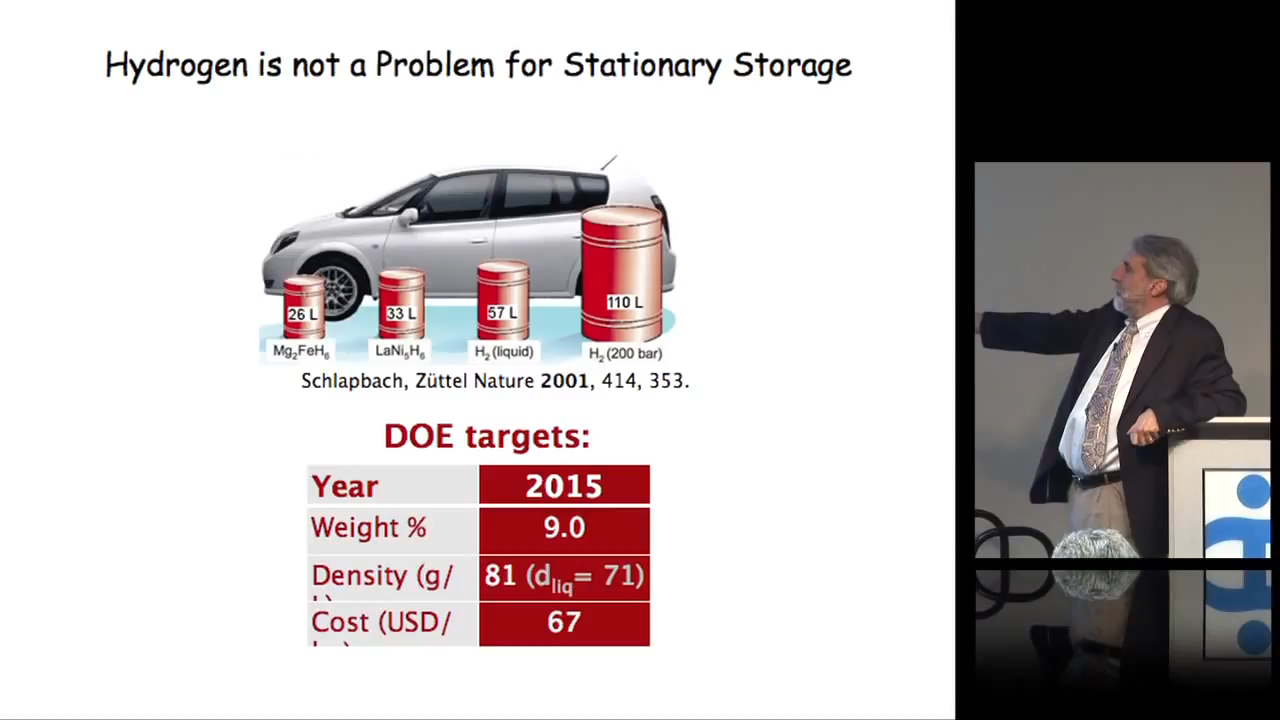 Hydrogen is not a Problem for Stationary Storage
26 L
33 L
57 L
110 L
Mg₂FeH₆
LaNi₅H₆
H₂(liquid)
H₂(200 bar)
Schlapbach, Züttel Nature 2001, 414, 353.
DOE targets:
Year 2015
Weight % 9.0
Density (g/ 81 (dliq= 71)
Cost (USD/ 67